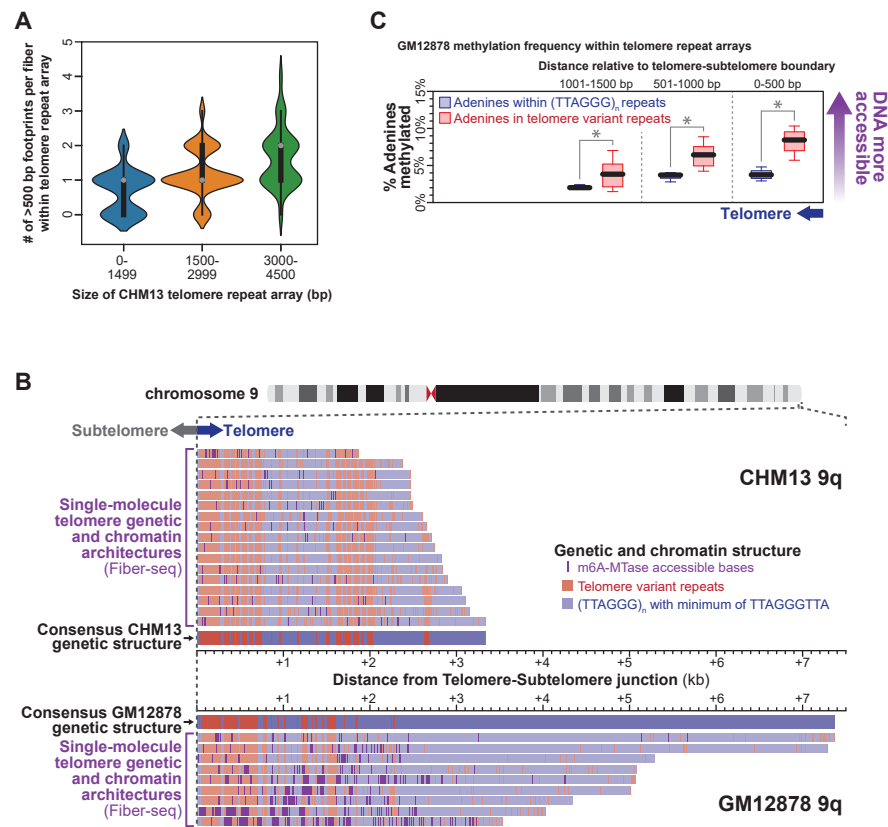 A
# of >500 bp footprints per fiber
within telomere repeat array
5
4
3
2
1
0
0-
1499
1500-
2999
3000-
4500
Size of CHM13 telomere repeat array (bp)
C
GM12878 methylation frequency within telomere repeat arrays
Distance relative to telomere-subtelomere boundary
1001-1500 bp
501-1000 bp
0-500 bp
% Adenines
methylated
15%
10%
5%
0%
Adenines within (TTAGGG)n repeats
Adenines in telomere variant repeats
*
*
*
Telomere
DNA more
accessible
B
chromosome 9
Subtelomere
Telomere
CHM13 9q
Single-molecule
telomere genetic
and chromatin
architectures
(Fiber-seq)
Genetic and chromatin structure
m6A-MTase accessible bases
Telomere variant repeats
(TTAGGG)n with minimum of TTAGGGTTA
Consensus CHM13
genetic structure
+1
+2
+3
+4
+5
+6
+7
Distance from Telomere-Subtelomere junction (kb)
+1
+2
+3
+4
+5
+6
+7
Consensus GM12878
genetic structure
Single-molecule
telomere genetic
and chromatin
architectures
(Fiber-seq)
GM12878 9q